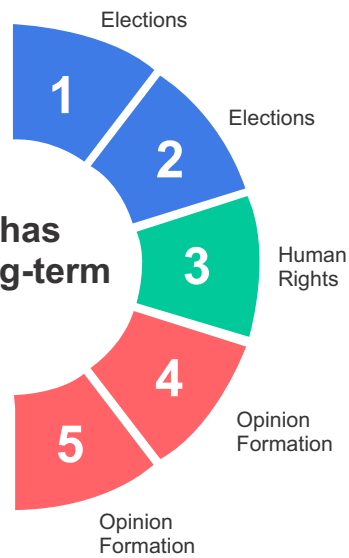 Elections
1
Elections
2
has
g-term
3
Human
Rights
4
Opinion
Formation
5
Opinion
Formation